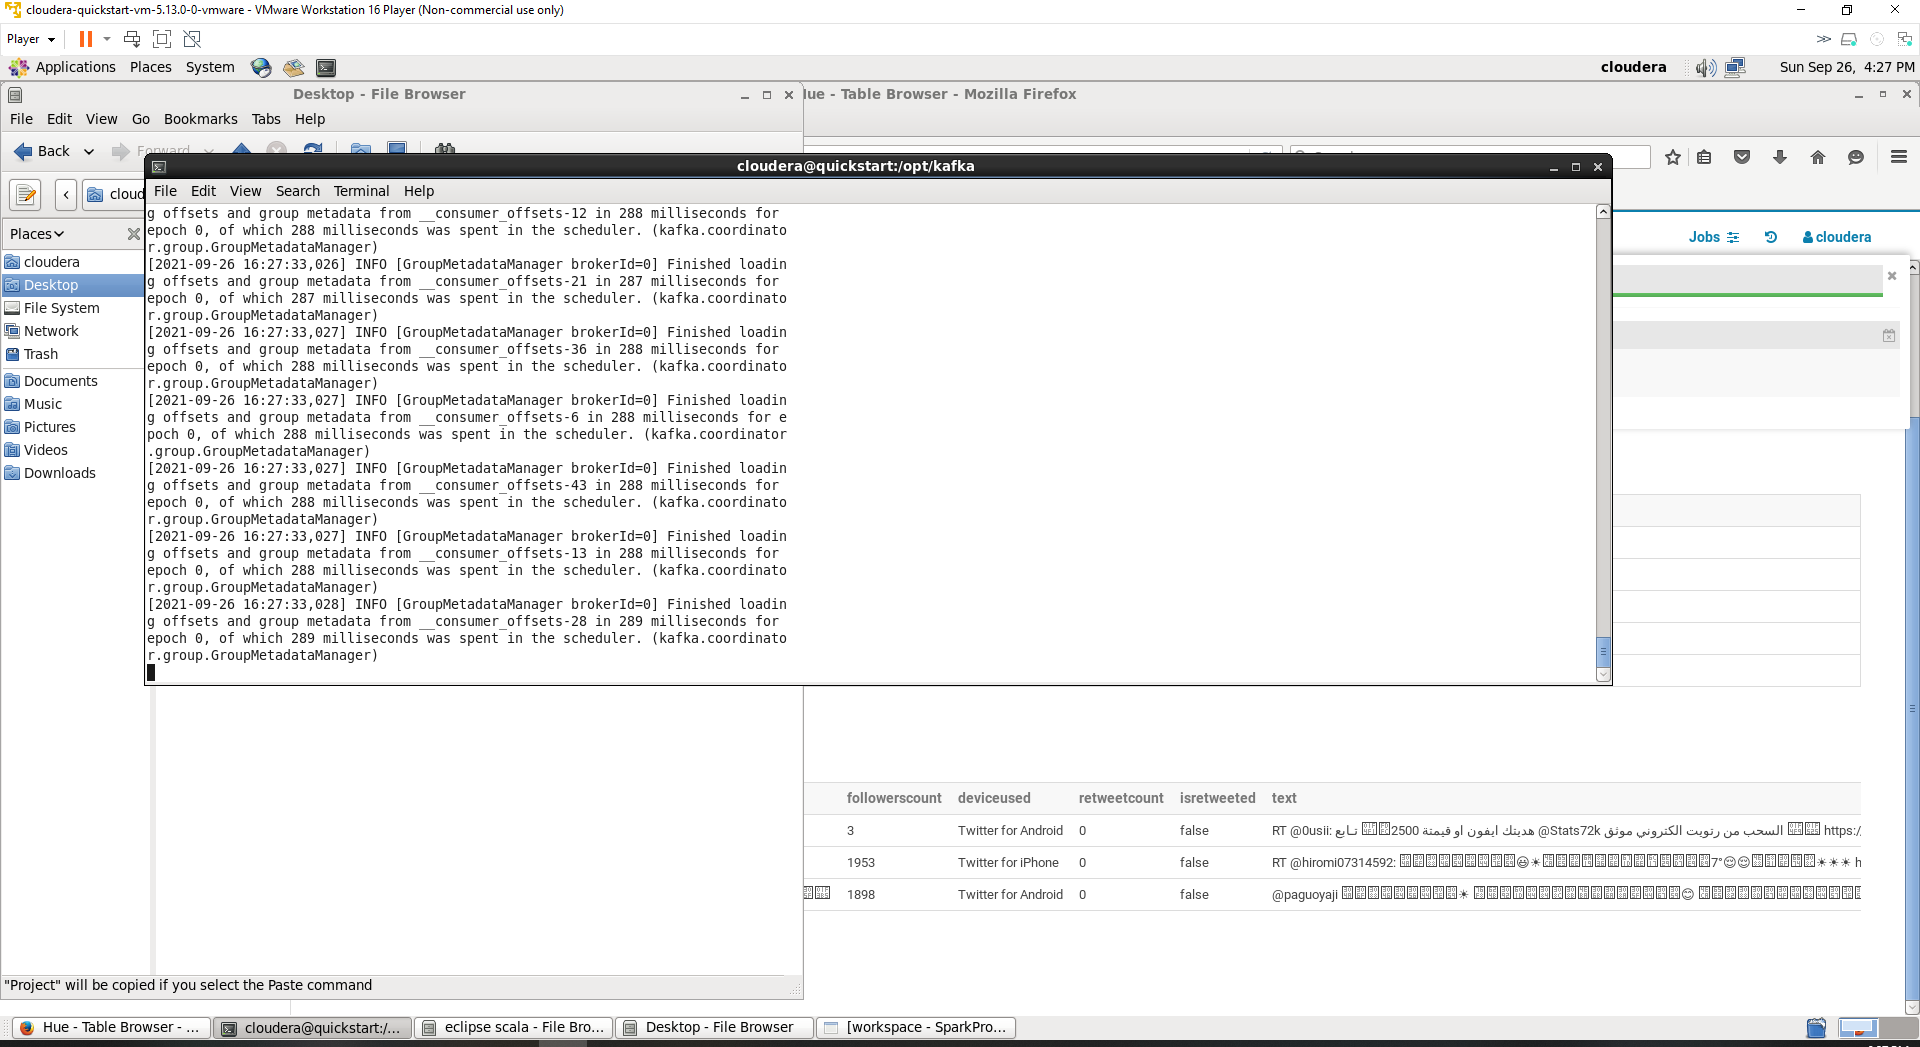 cloudera-quickstart-vm-5.13.0-0-vmware - VMware Workstation 16 Player (Non-commercial use only)
Player
Applications Places System
cloudera
Sun Sep 26, 4:27 PM
Desktop - File Browser
Hue - Table Browser - Mozilla Firefox
File Edit View Go Bookmarks Tabs Help
Back Forward
cloudera@quickstart:/opt/kafka
File Edit View Search Terminal Help
cloud
Places
cloudera
Desktop
File System
Network
Trash
Documents
Music
Pictures
Videos
Downloads
g offsets and group metadata from __consumer_offsets-12 in 288 milliseconds for
epoch 0, of which 288 milliseconds was spent in the scheduler. (kafka.coordinato
r.group.GroupMetadataManager)
[2021-09-26 16:27:33,026] INFO [GroupMetadataManager brokerId=0] Finished loadin
g offsets and group metadata from __consumer_offsets-21 in 287 milliseconds for
epoch 0, of which 287 milliseconds was spent in the scheduler. (kafka.coordinato
r.group.GroupMetadataManager)
[2021-09-26 16:27:33,027] INFO [GroupMetadataManager brokerId=0] Finished loadin
g offsets and group metadata from __consumer_offsets-36 in 288 milliseconds for
epoch 0, of which 288 milliseconds was spent in the scheduler. (kafka.coordinato
r.group.GroupMetadataManager)
[2021-09-26 16:27:33,027] INFO [GroupMetadataManager brokerId=0] Finished loadin
g offsets and group metadata from __consumer_offsets-6 in 288 milliseconds for e
poch 0, of which 288 milliseconds was spent in the scheduler. (kafka.coordinator
.group.GroupMetadataManager)
[2021-09-26 16:27:33,027] INFO [GroupMetadataManager brokerId=0] Finished loadin
g offsets and group metadata from __consumer_offsets-43 in 288 milliseconds for
epoch 0, of which 288 milliseconds was spent in the scheduler. (kafka.coordinato
r.group.GroupMetadataManager)
[2021-09-26 16:27:33,027] INFO [GroupMetadataManager brokerId=0] Finished loadin
g offsets and group metadata from __consumer_offsets-13 in 288 milliseconds for
epoch 0, of which 288 milliseconds was spent in the scheduler. (kafka.coordinato
r.group.GroupMetadataManager)
[2021-09-26 16:27:33,028] INFO [GroupMetadataManager brokerId=0] Finished loadin
g offsets and group metadata from __consumer_offsets-28 in 289 milliseconds for
epoch 0, of which 289 milliseconds was spent in the scheduler. (kafka.coordinato
r.group.GroupMetadataManager)
Jobs cloudera
followerscount deviceused retweetcount isretweeted text
3 Twitter for Android 0 false RT @0usii: هديتك ايفون او قيمتة 2500 تـابع @Stats72k السحب من رتويت الكتروني موثق https:/
1953 Twitter for iPhone 0 false RT @hiromi07314592: 😃☀7°😊😊☀☀☀ h
1898 Twitter for Android 0 false @paguoyaji ☀ 😊
"Project" will be copied if you select the Paste command
Hue - Table Browser - ...
cloudera@quickstart:/...
eclipse scala - File Bro...
Desktop - File Browser
[workspace - SparkPro...